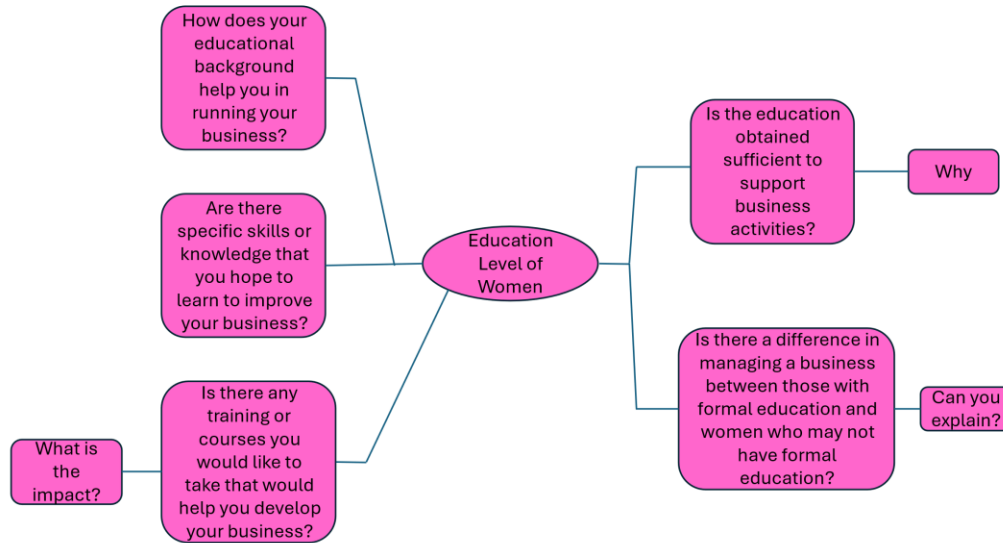 How does your
educational
background
help you in
running your
business?
Are there
specific skills or
knowledge that
you hope to
learn to improve
your business?
Is there any
training or
courses you
would like to
take that would
help you develop
your business?
What is
the
impact?
Education
Level of
Women
Is the education
obtained
sufficient to
support
business
activities?
Why
Is there a difference in
managing a business
between those with
formal education and
women who may not
have formal
education?
Can you
explain?